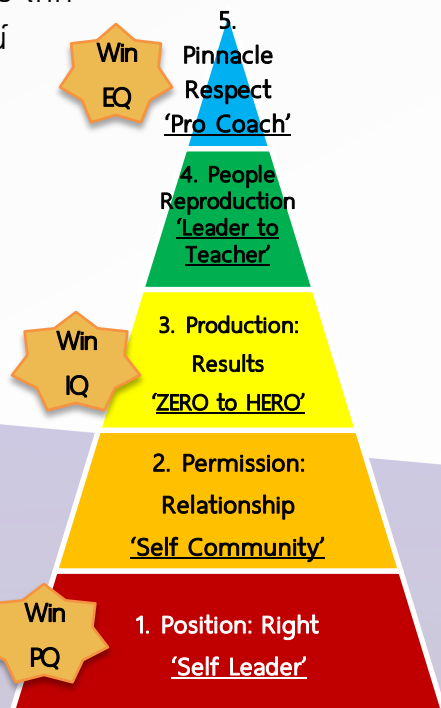 5.
Pinnacle
Respect
‘Pro Coach’
Win
EQ
4. People
Reproduction
‘Leader to
Teacher’
3. Production:
Results
‘ZERO to HERO’
Win
IQ
2. Permission:
Relationship
‘Self Community’
1. Position: Right
‘Self Leader’
Win
PQ